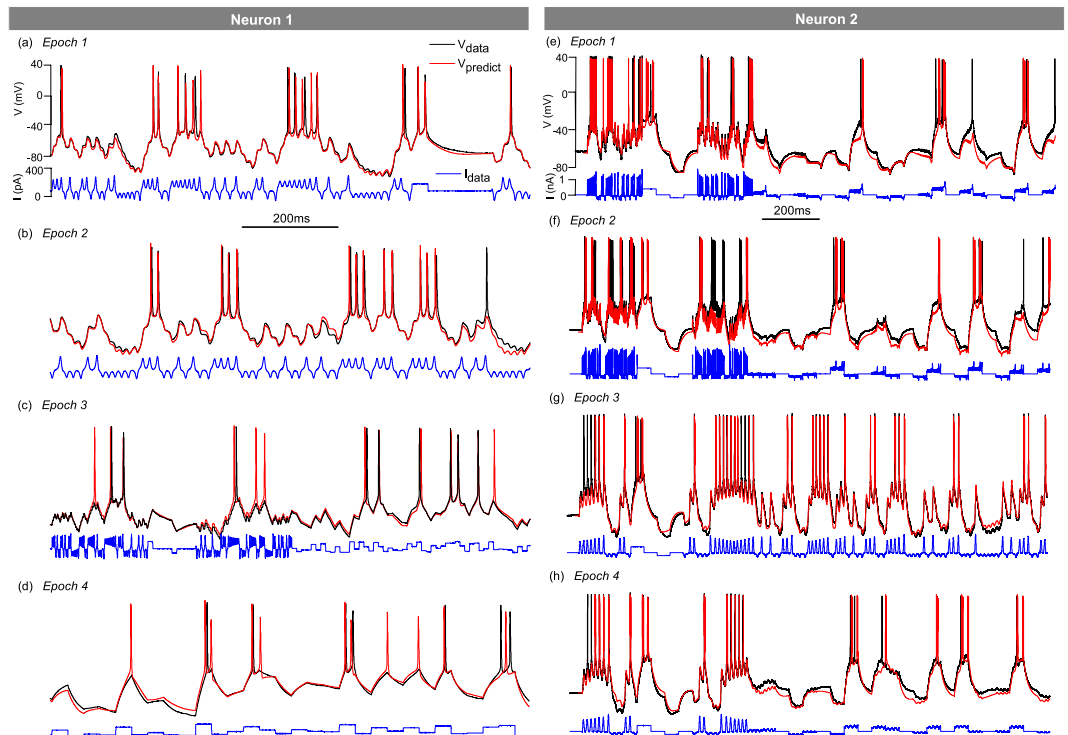 Neuron 1
(a) Epoch 1
V_data
V_predict
V (mV)
40
0
-40
-80
400
0
I (pA)
I_data
200ms
(b) Epoch 2
(c) Epoch 3
(d) Epoch 4
Neuron 2
(e) Epoch 1
V (mV)
40
0
-40
-80
1
0
I (nA)
200ms
(f) Epoch 2
(g) Epoch 3
(h) Epoch 4